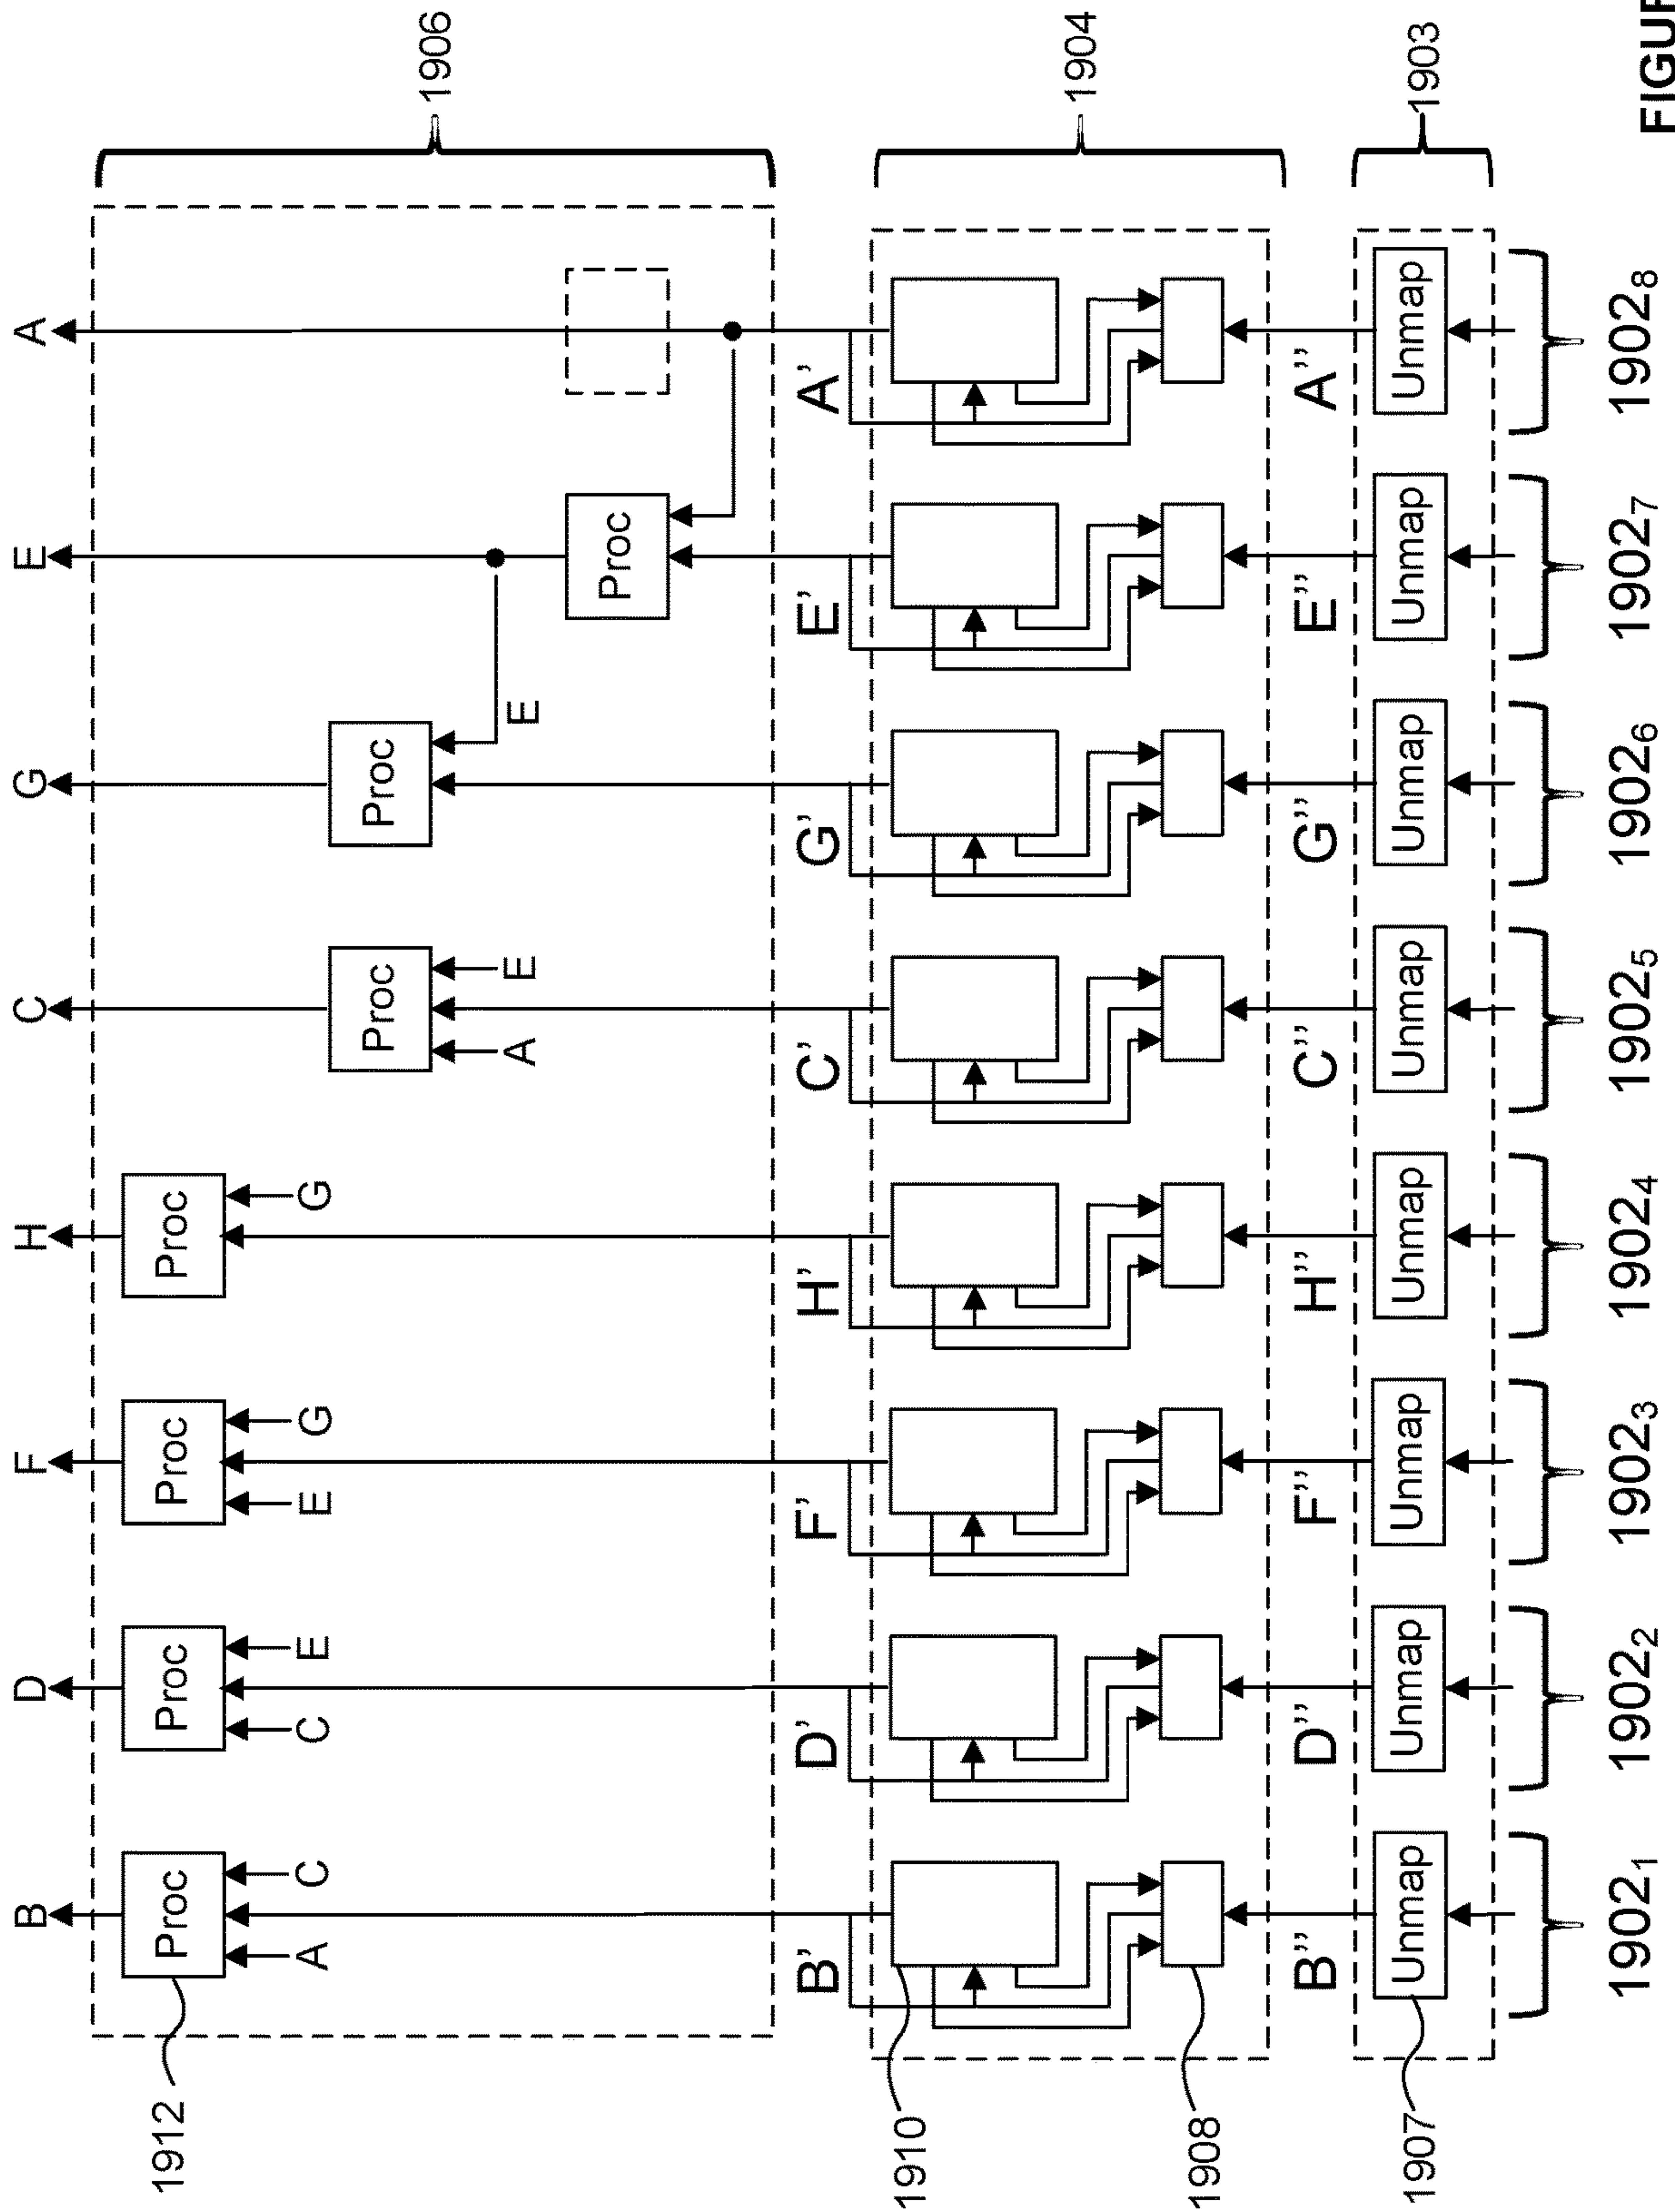 B D F H C G E A
1912 Proc Proc Proc Proc
A C C E E G G
Proc Proc
1906
A E E
Proc
B' D' F' H' C' G' E' A'
1910
1904
1908
B'' D'' F'' H'' C'' G'' E'' A''
1907 Unmap Unmap Unmap Unmap Unmap Unmap Unmap Unmap 1903
1902₁ 1902₂ 1902₃ 1902₄ 1902₅ 1902₆ 1902₇ 1902₈